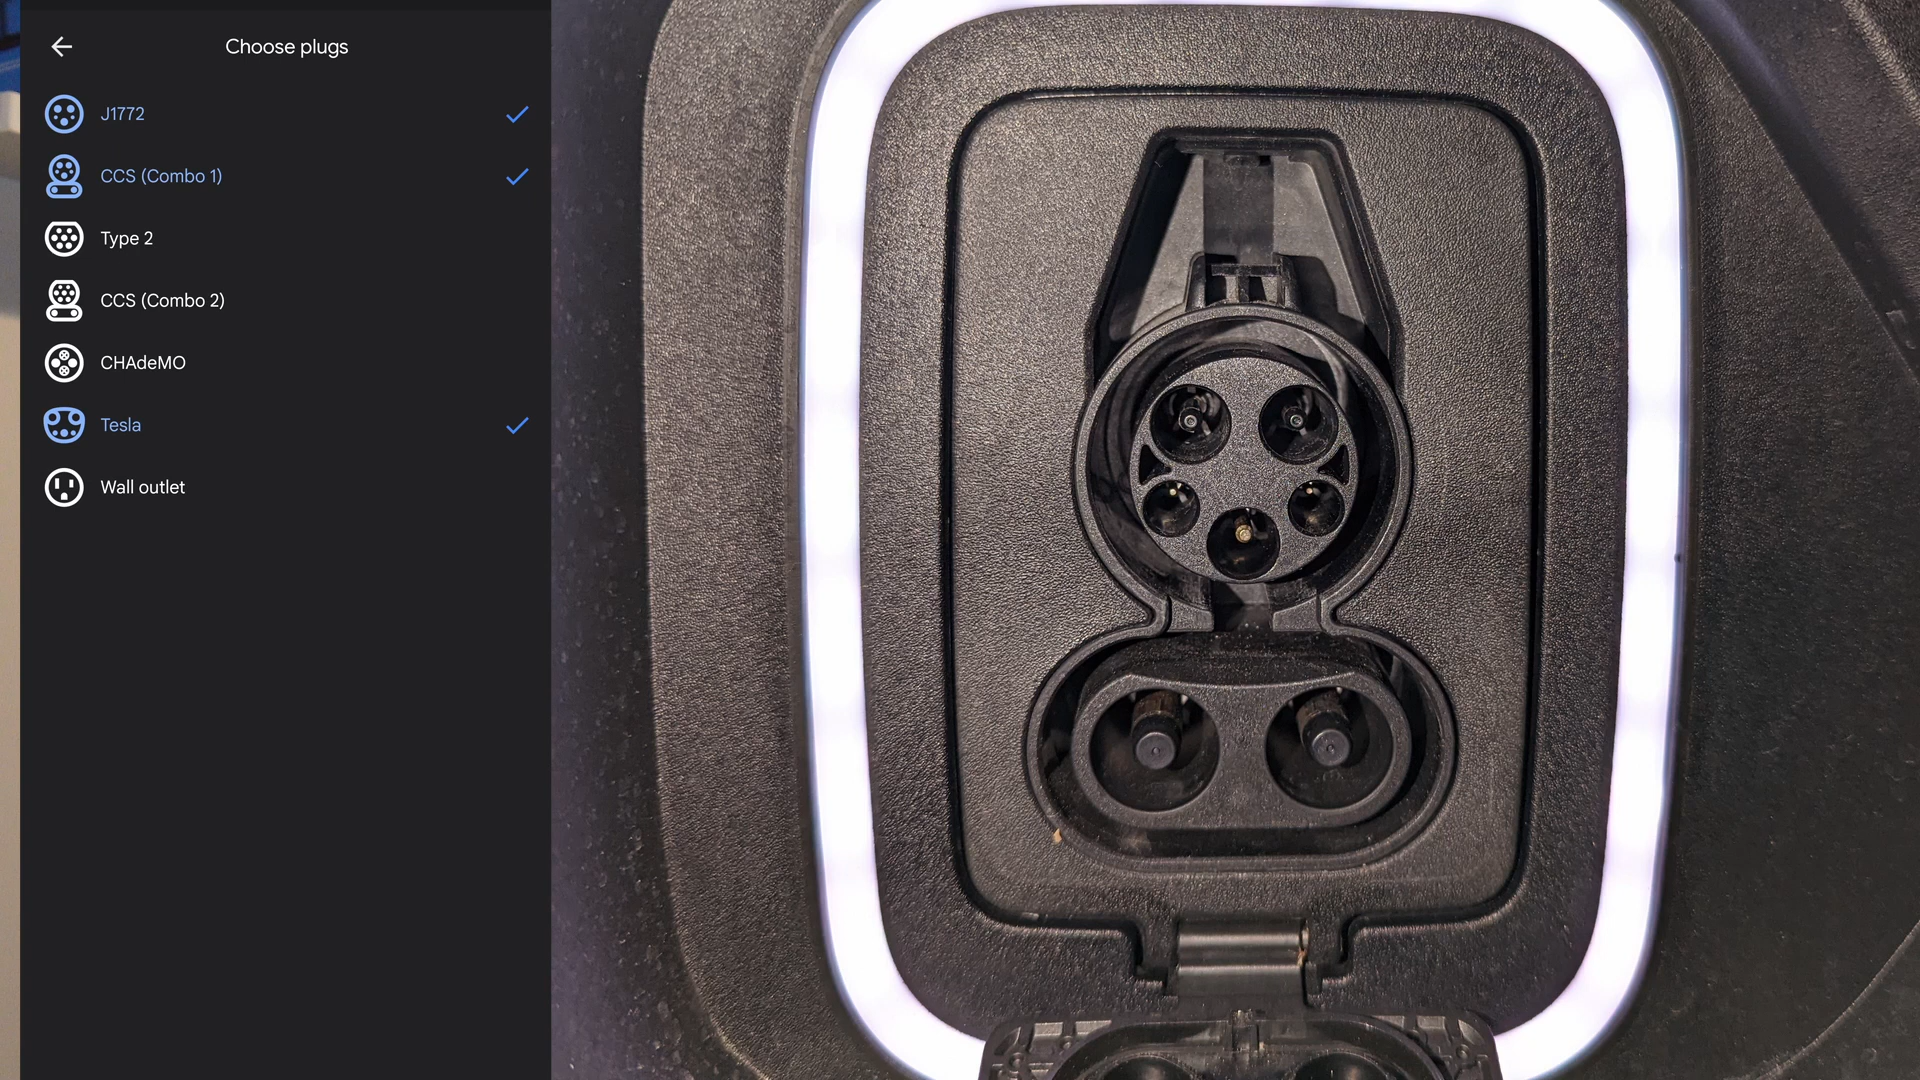 Choose plugs
J1772
CCS (Combo 1)
Type 2
CCS (Combo 2)
CHAdeMO
Tesla
Wall outlet